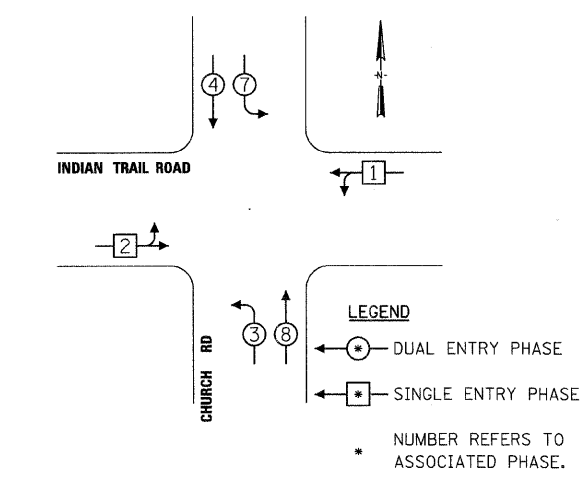 4 7
N
INDIAN TRAIL ROAD
1
2
3 8
CHURCH RD
LEGEND
* DUAL ENTRY PHASE
* SINGLE ENTRY PHASE
* NUMBER REFERS TO
ASSOCIATED PHASE.